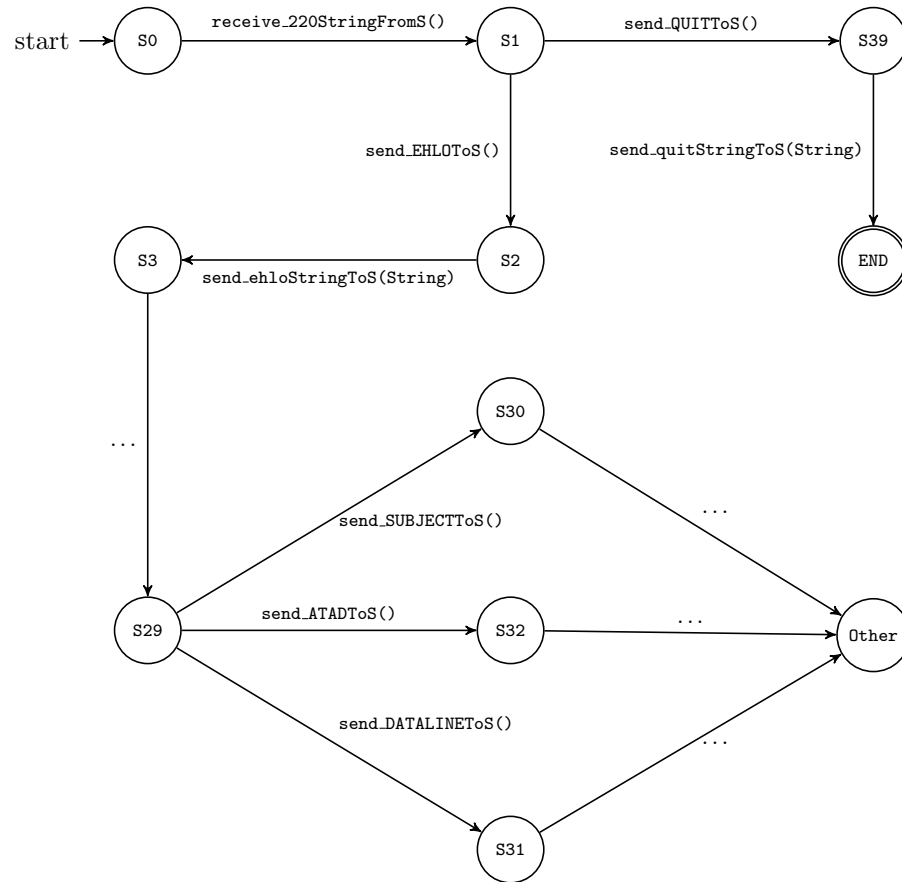 start
S0
receive_220StringFromS()
S1
send_QUITToS()
S39
send_EHLOToS()
send_quitStringToS(String)
S3
send_ehloStringToS(String)
S2
END
...
S30
send_SUBJECTToS()
...
S29
send_ATADToS()
S32
...
Other
send_DATALINEToS()
...
S31